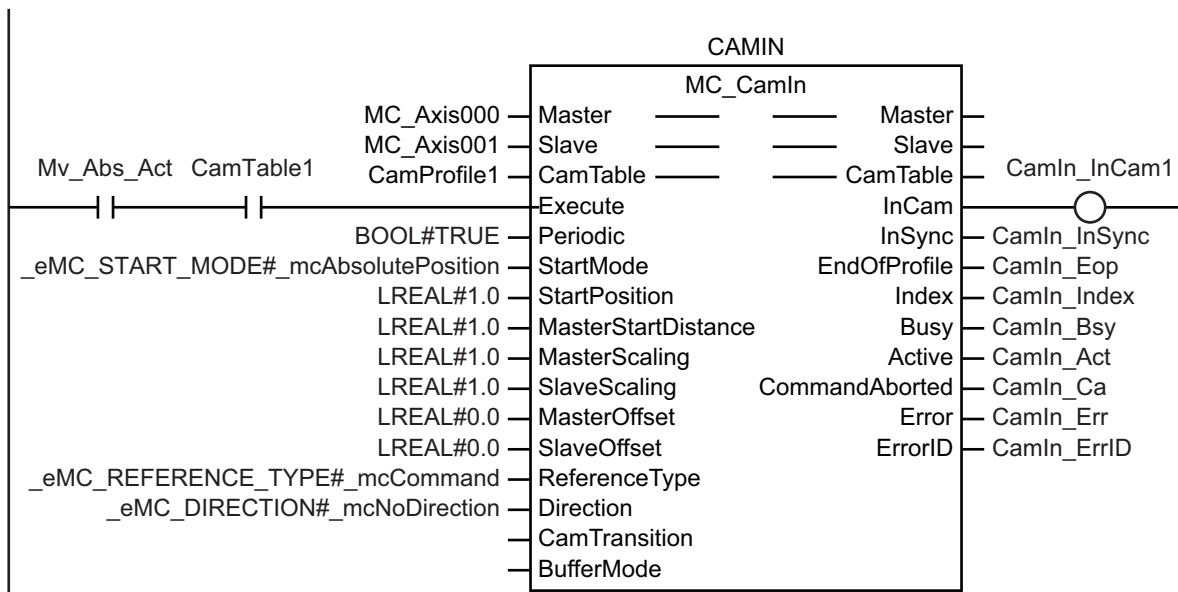 CAMIN
MC_CamIn
MC_Axis000 Master Master
MC_Axis001 Slave Slave
Mv_Abs_Act CamTable1 CamProfile1 CamTable CamTable CamIn_InCam1
Execute InCam
BOOL#TRUE Periodic InSync CamIn_InSync
_eMC_START_MODE#_mcAbsolutePosition StartMode EndOfProfile CamIn_Eop
LREAL#1.0 StartPosition Index CamIn_Index
LREAL#1.0 MasterStartDistance Busy CamIn_Bsy
LREAL#1.0 MasterScaling Active CamIn_Act
LREAL#1.0 SlaveScaling CommandAborted CamIn_Ca
LREAL#0.0 MasterOffset Error CamIn_Err
LREAL#0.0 SlaveOffset ErrorID CamIn_ErrID
_eMC_REFERENCE_TYPE#_mcCommand ReferenceType
_eMC_DIRECTION#_mcNoDirection Direction
CamTransition
BufferMode